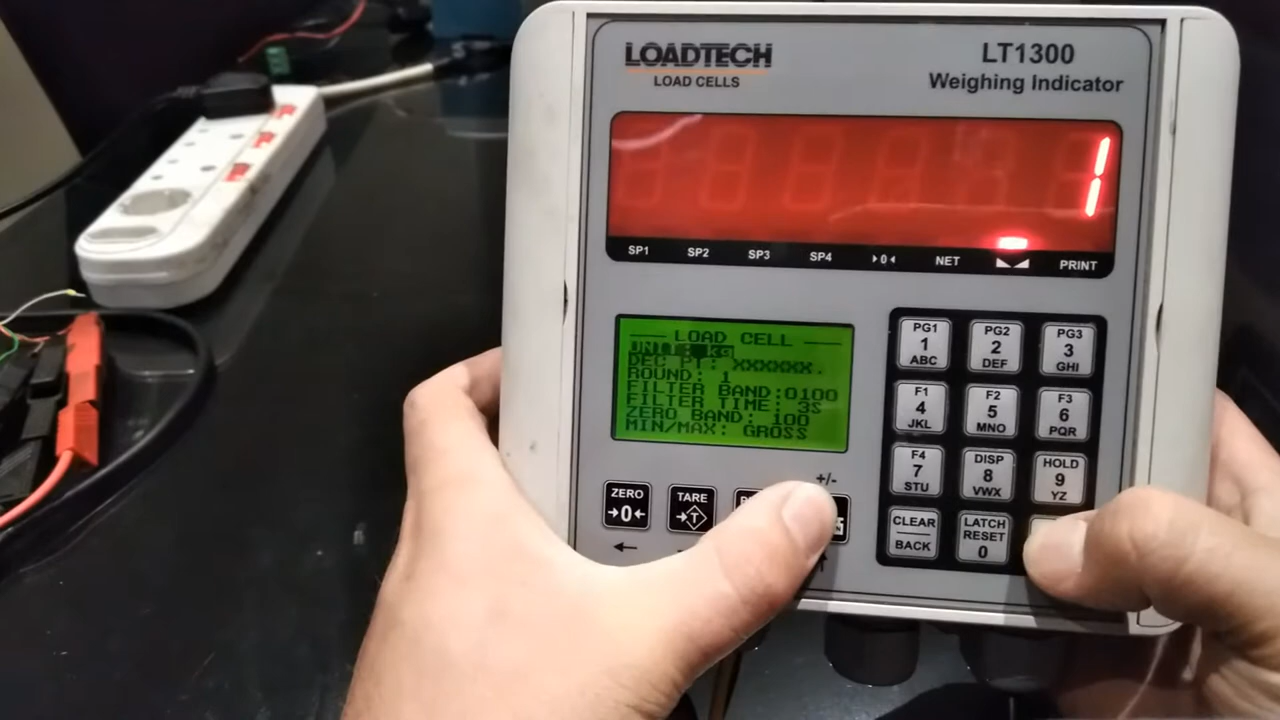 LOADTECH
LOAD CELLS
LT1300
Weighing Indicator
1
SP1 SP2 SP3 SP4 ▸0◂ NET PRINT
LOAD CELL
UNIT: kg
DEC PT: XXXXXX.
ROUND: 1
FILTER BAND:0100
FILTER TIME: 3S
ZERO BAND: 100
MIN/MAX: GROSS
PG1 PG2 PG3
1 2 3
ABC DEF GHI
F1 F2 F3
4 5 6
JKL MNO PQR
F4 DISP HOLD
7 8 9
STU VWX YZ
CLEAR
BACK
LATCH
RESET
0
ZERO
→0←
TARE
→T←
+/-
←